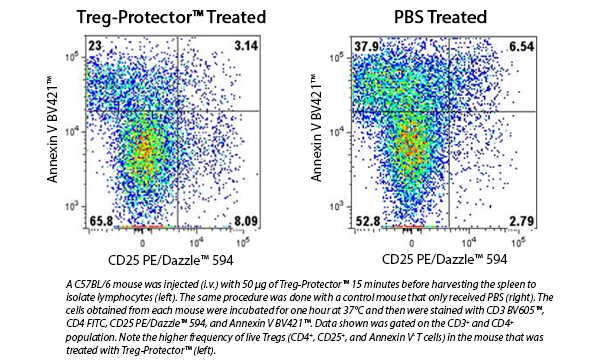 Treg-Protector™ Treated
PBS Treated
23
3.14
37.9
6.54
10⁵
10⁵
Annexin V BV421™
Annexin V BV421™
10⁴
10⁴
10³
10³
65.8
8.09
52.8
2.79
0
10⁴
10⁵
0
10⁴
10⁵
CD25 PE/Dazzle™ 594
CD25 PE/Dazzle™ 594
A C57BL/6 mouse was injected (i.v.) with 50 µg of Treg-Protector™ 15 minutes before harvesting the spleen to
isolate lymphocytes (left). The same procedure was done with a control mouse that only received PBS (right). The
cells obtained from each mouse were incubated for one hour at 37°C and then were stained with CD3 BV605™,
CD4 FITC, CD25 PE/Dazzle™ 594, and Annexin V BV421™. Data shown was gated on the CD3⁺ and CD4⁺
population. Note the higher frequency of live Tregs (CD4⁺, CD25⁺, and Annexin V⁻ T cells) in the mouse that was
treated with Treg-Protector™ (left).